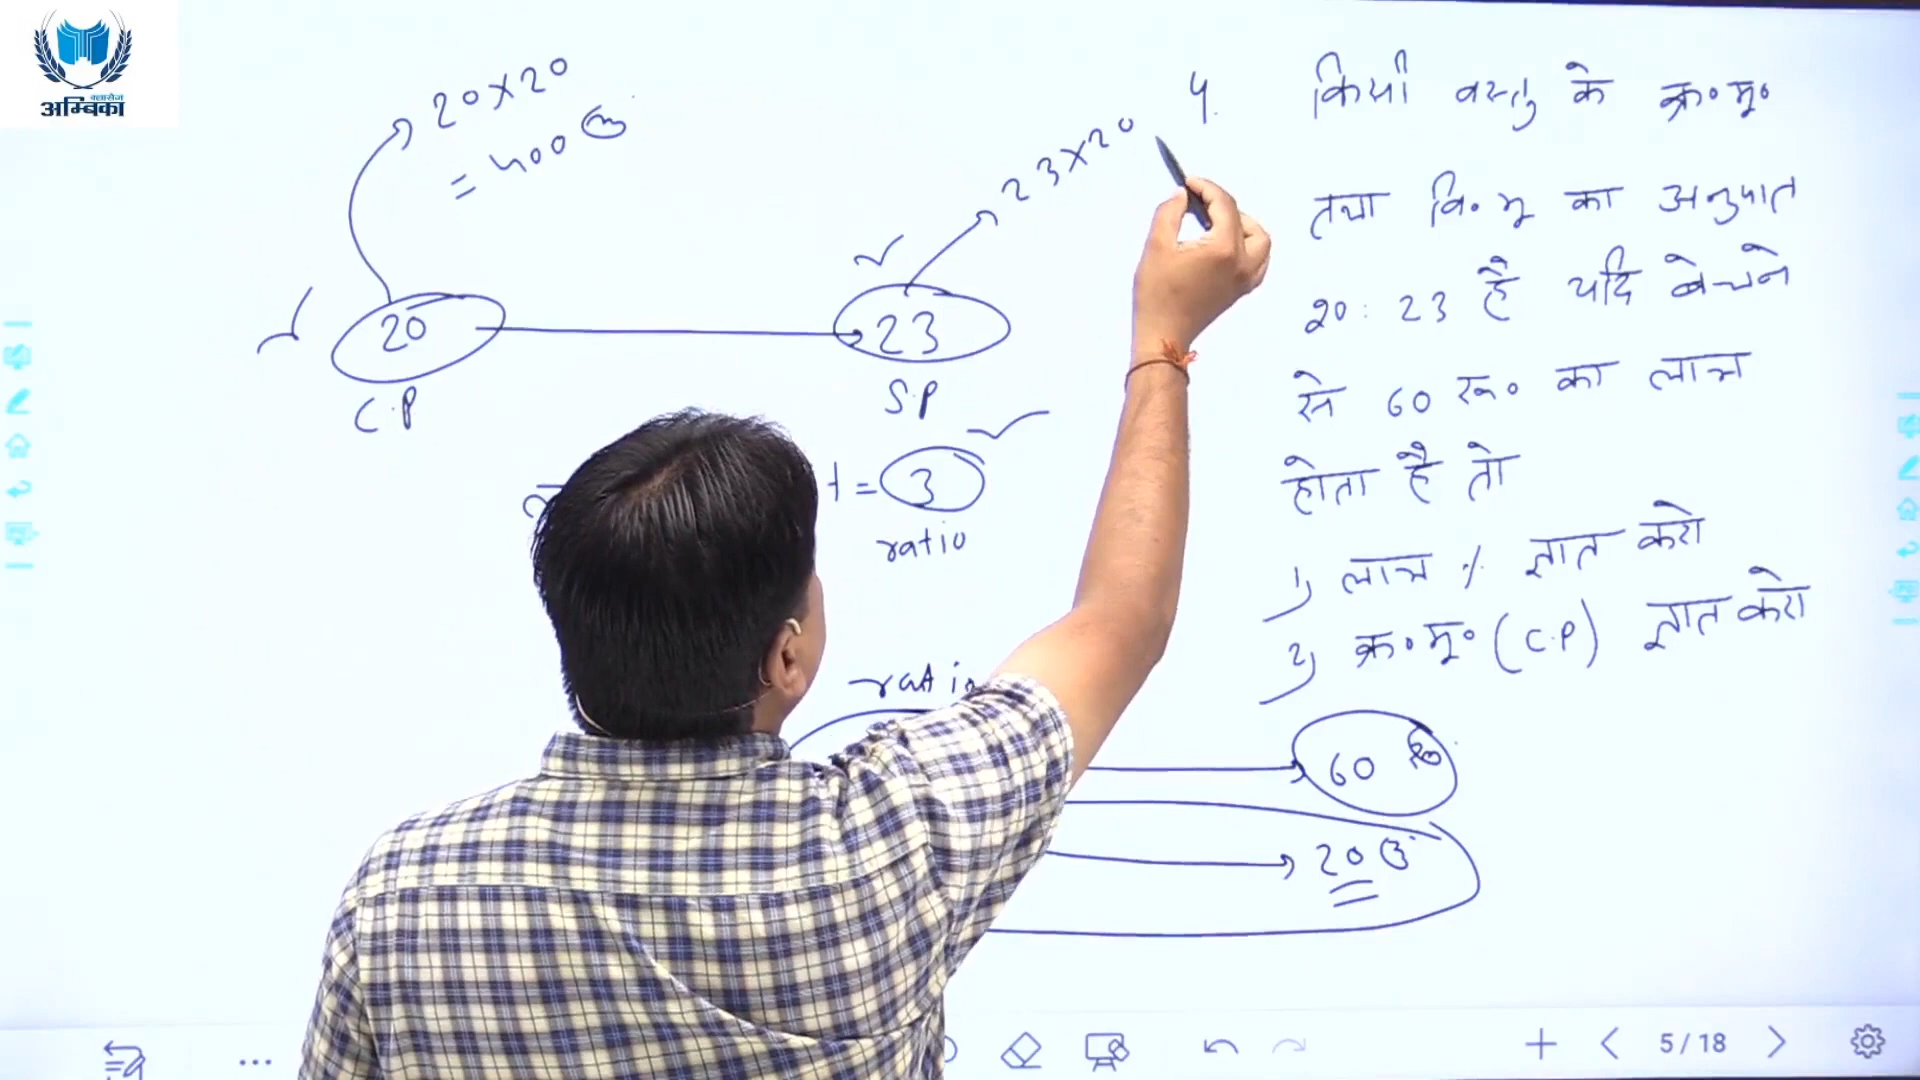 क्लासेज
अम्बिका
20×20
= 400
23×20
20
23
C.P
S.P
= 3
ratio
ratio
60 रु
20
5. किसी वस्तु के क्र॰मू॰
तथा वि॰मू का अनुपात
20 : 23 है यदि बेचने
से 60 रू॰ का लाभ
होता है तो
1) लाभ % ज्ञात करो
2) क्र॰मू॰ (C.P) ज्ञात करो
5/18